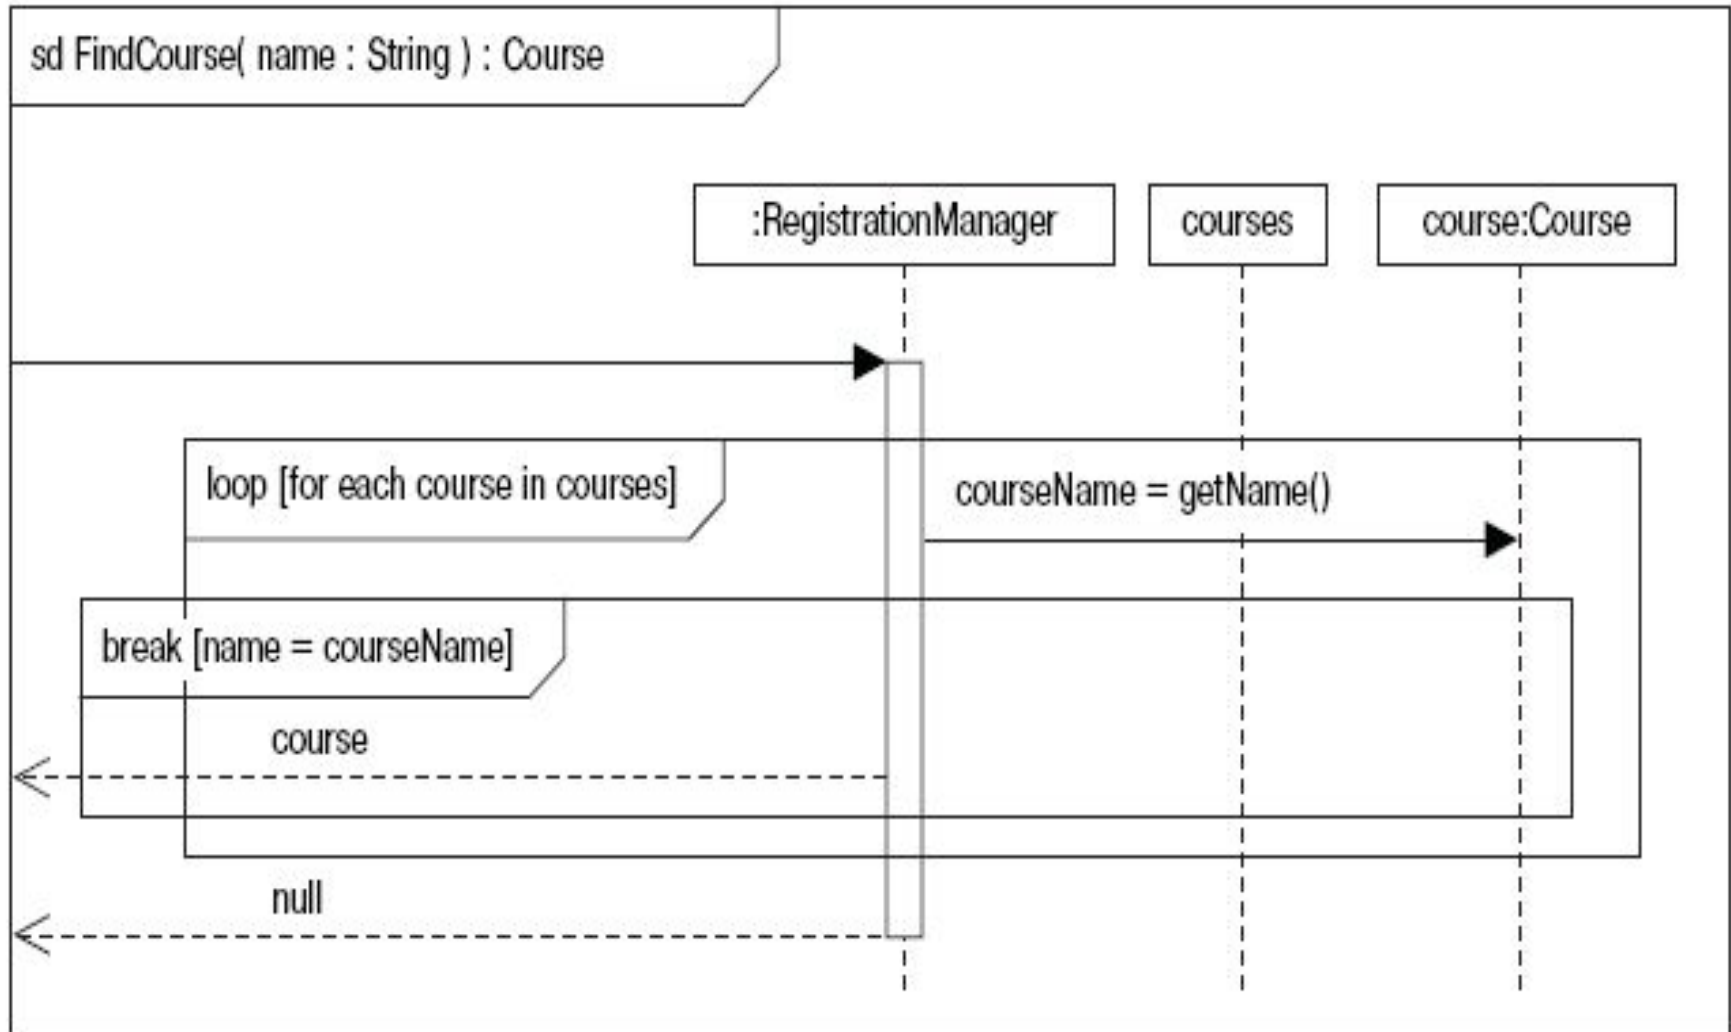 sd FindCourse( name : String ) : Course
:RegistrationManager
courses
course:Course
loop [for each course in courses]
courseName = getName()
break [name = courseName]
course
null